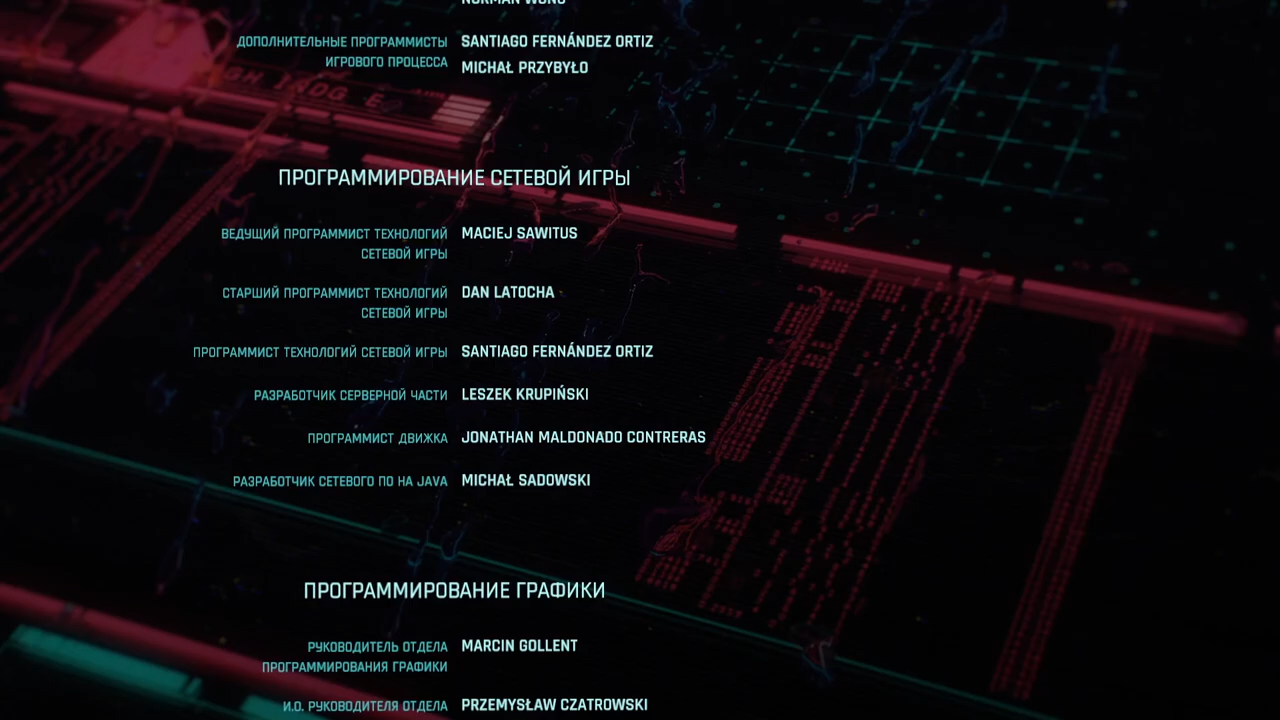 ДОПОЛНИТЕЛЬНЫЕ ПРОГРАММИСТЫ SANTIAGO FERNÁNDEZ ORTIZ
ИГРОВОГО ПРОЦЕССА MICHAŁ PRZYBYŁO
ПРОГРАММИРОВАНИЕ СЕТЕВОЙ ИГРЫ
ВЕДУЩИЙ ПРОГРАММИСТ ТЕХНОЛОГИЙ MACIEJ SAWITUS
СЕТЕВОЙ ИГРЫ
СТАРШИЙ ПРОГРАММИСТ ТЕХНОЛОГИЙ DAN LATOCHA
СЕТЕВОЙ ИГРЫ
ПРОГРАММИСТ ТЕХНОЛОГИЙ СЕТЕВОЙ ИГРЫ SANTIAGO FERNÁNDEZ ORTIZ
РАЗРАБОТЧИК СЕРВЕРНОЙ ЧАСТИ LESZEK KRUPIŃSKI
ПРОГРАММИСТ ДВИЖКА JONATHAN MALDONADO CONTRERAS
РАЗРАБОТЧИК СЕТЕВОГО ПО НА JAVA MICHAŁ SADOWSKI
ПРОГРАММИРОВАНИЕ ГРАФИКИ
РУКОВОДИТЕЛЬ ОТДЕЛА MARCIN GOLLENT
ПРОГРАММИРОВАНИЯ ГРАФИКИ
И.О. РУКОВОДИТЕЛЯ ОТДЕЛА PRZEMYSŁAW CZATROWSKI